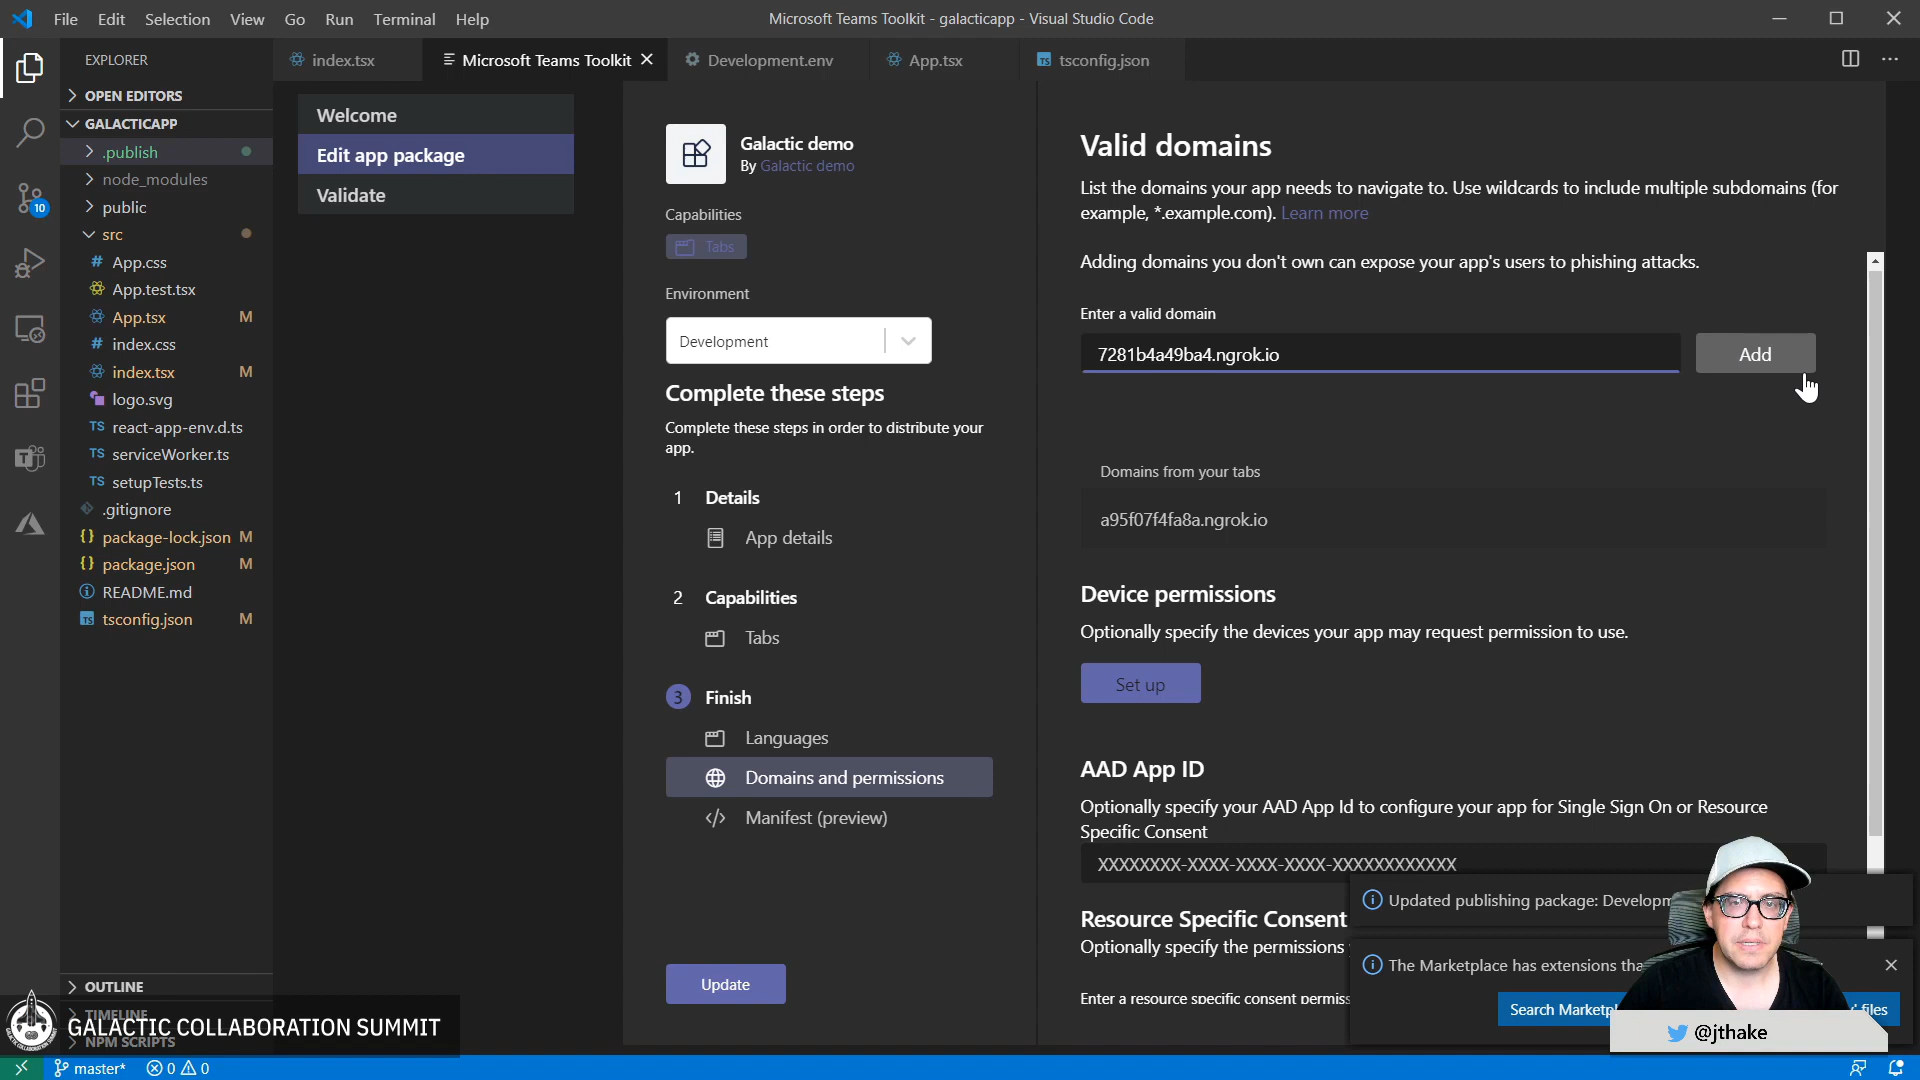 File Edit Selection View Go Run Terminal Help
Microsoft Teams Toolkit - galacticapp - Visual Studio Code
EXPLORER
index.tsx
Microsoft Teams Toolkit
Development.env
App.tsx
TS tsconfig.json
OPEN EDITORS
GALACTICAPP
.publish
node_modules
public
src
# App.css
App.test.tsx
App.tsx M
# index.css
index.tsx M
logo.svg
TS react-app-env.d.ts
TS serviceWorker.ts
TS setupTests.ts
.gitignore
{} package-lock.json M
{} package.json M
README.md
TS tsconfig.json M
OUTLINE
TIMELINE
NPM SCRIPTS
10
T
Welcome
Edit app package
Validate
Galactic demo
By Galactic demo
Capabilities
Tabs
Environment
Development
Complete these steps
Complete these steps in order to distribute your
app.
1 Details
App details
2 Capabilities
Tabs
3 Finish
Languages
Domains and permissions
</> Manifest (preview)
Update
Valid domains
List the domains your app needs to navigate to. Use wildcards to include multiple subdomains (for
example, *.example.com). Learn more
Adding domains you don't own can expose your app's users to phishing attacks.
Enter a valid domain
7281b4a49ba4.ngrok.io
Add
Domains from your tabs
a95f07f4fa8a.ngrok.io
Device permissions
Optionally specify the devices your app may request permission to use.
Set up
AAD App ID
Optionally specify your AAD App Id to configure your app for Single Sign On or Resource
Specific Consent
XXXXXXXX-XXXX-XXXX-XXXX-XXXXXXXXXXXX
Resource Specific Consent
Optionally specify the permissions
Enter a resource specific consent permiss
Updated publishing package: Developm
The Marketplace has extensions tha
Search Marketpl
files
@jthake
GALACTIC COLLABORATION SUMMIT
master* 0 0